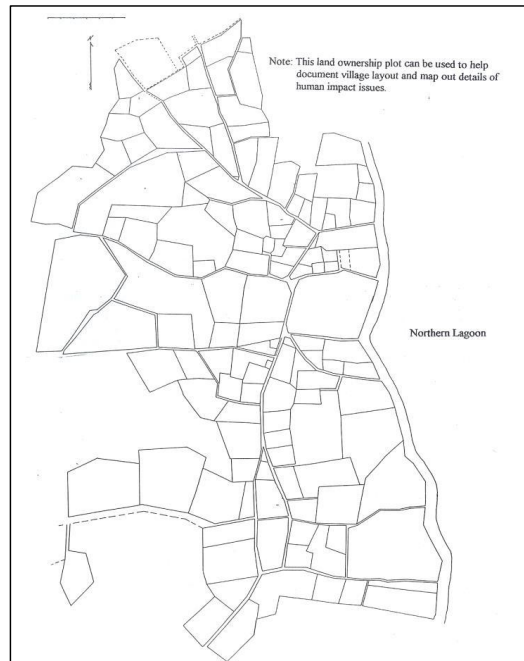 Note: This land ownership plot can be used to help
document village layout and map out details of
human impact issues.
Northern Lagoon